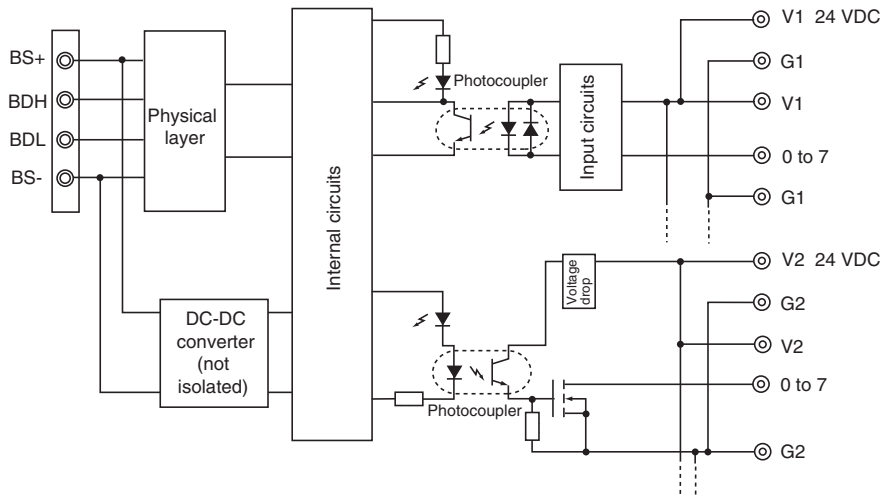 BS+
BDH
BDL
BS-
Physical
layer
DC-DC
converter
(not
isolated)
Internal circuits
Photocoupler
Input circuits
V1 24 VDC
G1
V1
0 to 7
G1
Photocoupler
Voltage
drop
V2 24 VDC
G2
V2
0 to 7
G2